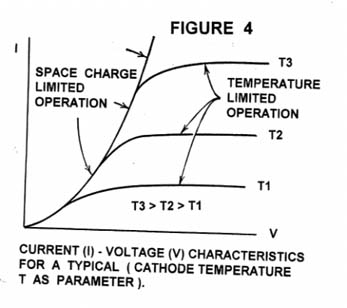 FIGURE 4
I
T3
SPACE CHARGE
LIMITED
OPERATION
TEMPERATURE
LIMITED
OPERATION
T2
T1
T3 > T2 > T1
V
CURRENT (I) - VOLTAGE (V) CHARACTERISTICS
FOR A TYPICAL ( CATHODE TEMPERATURE
T AS PARAMETER ).